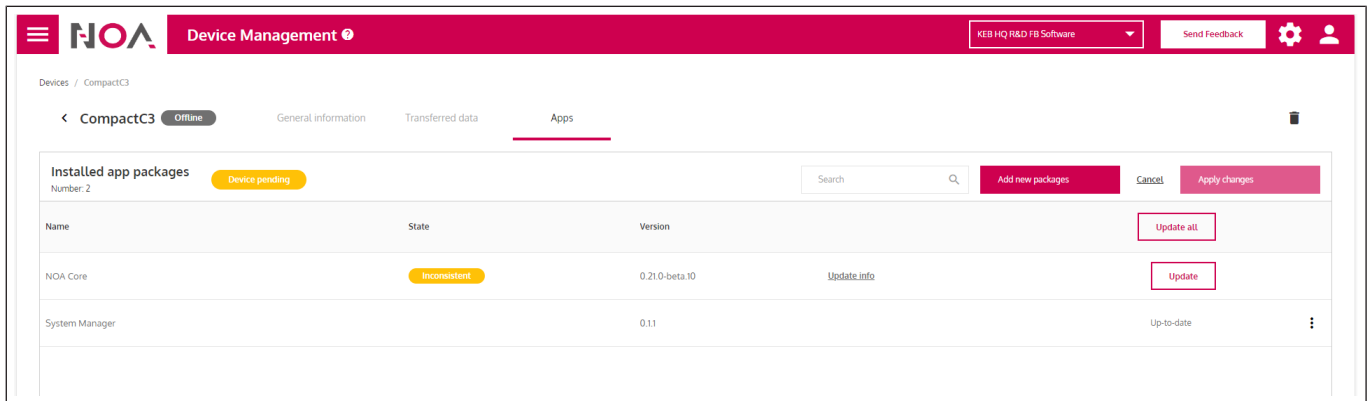 NOA Device Management ? KEB HQ R&D FB Software Send Feedback
Devices / CompactC3
< CompactC3 Offline General information Transferred data Apps
Installed app packages
Number: 2
Device pending Search Add new packages Cancel Apply changes
Name State Version Update all
NOA Core Inconsistent 0.21.0-beta.10 Update info Update
System Manager 0.1.1 Up-to-date